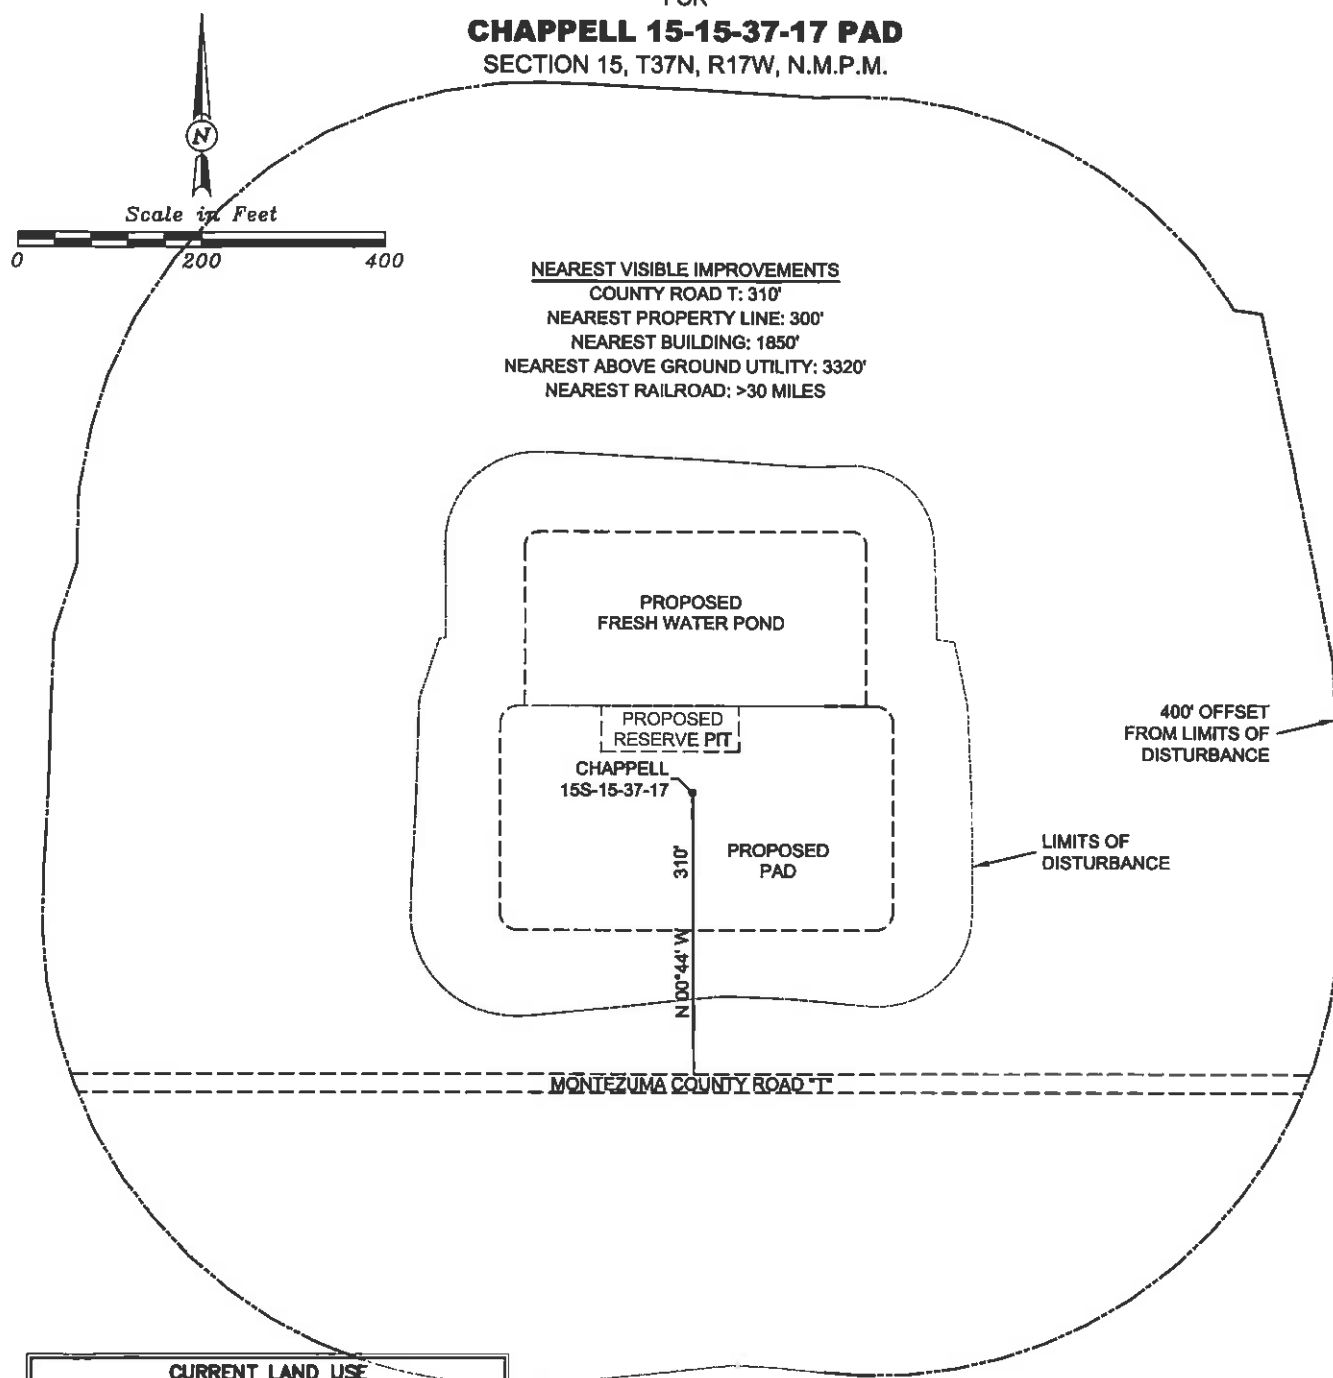 FOR
CHAPPELL 15-15-37-17 PAD
SECTION 15, T37N, R17W, N.M.P.M.
N
Scale in Feet
0 200 400
NEAREST VISIBLE IMPROVEMENTS
COUNTY ROAD T: 310'
NEAREST PROPERTY LINE: 300'
NEAREST BUILDING: 1850'
NEAREST ABOVE GROUND UTILITY: 3320'
NEAREST RAILROAD: >30 MILES
PROPOSED
FRESH WATER POND
PROPOSED
RESERVE PIT
CHAPPELL
15S-15-37-17
400' OFFSET
FROM LIMITS OF
DISTURBANCE
310'
N 00°44' W
PROPOSED
PAD
LIMITS OF
DISTURBANCE
MONTEZUMA COUNTY ROAD "T"
CURRENT LAND USE